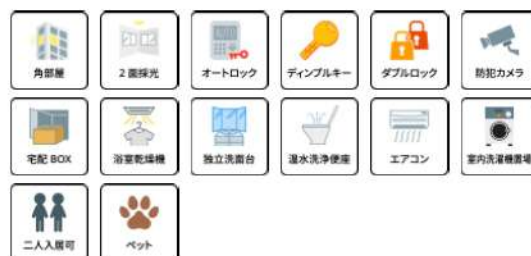 角部屋
2面採光
オートロック
ディンプルキー
ダブルロック
防犯カメラ
宅配 BOX
浴室乾燥機
独立洗面台
温水洗浄便座
エアコン
室内洗濯機置場
二人入居可
ペット